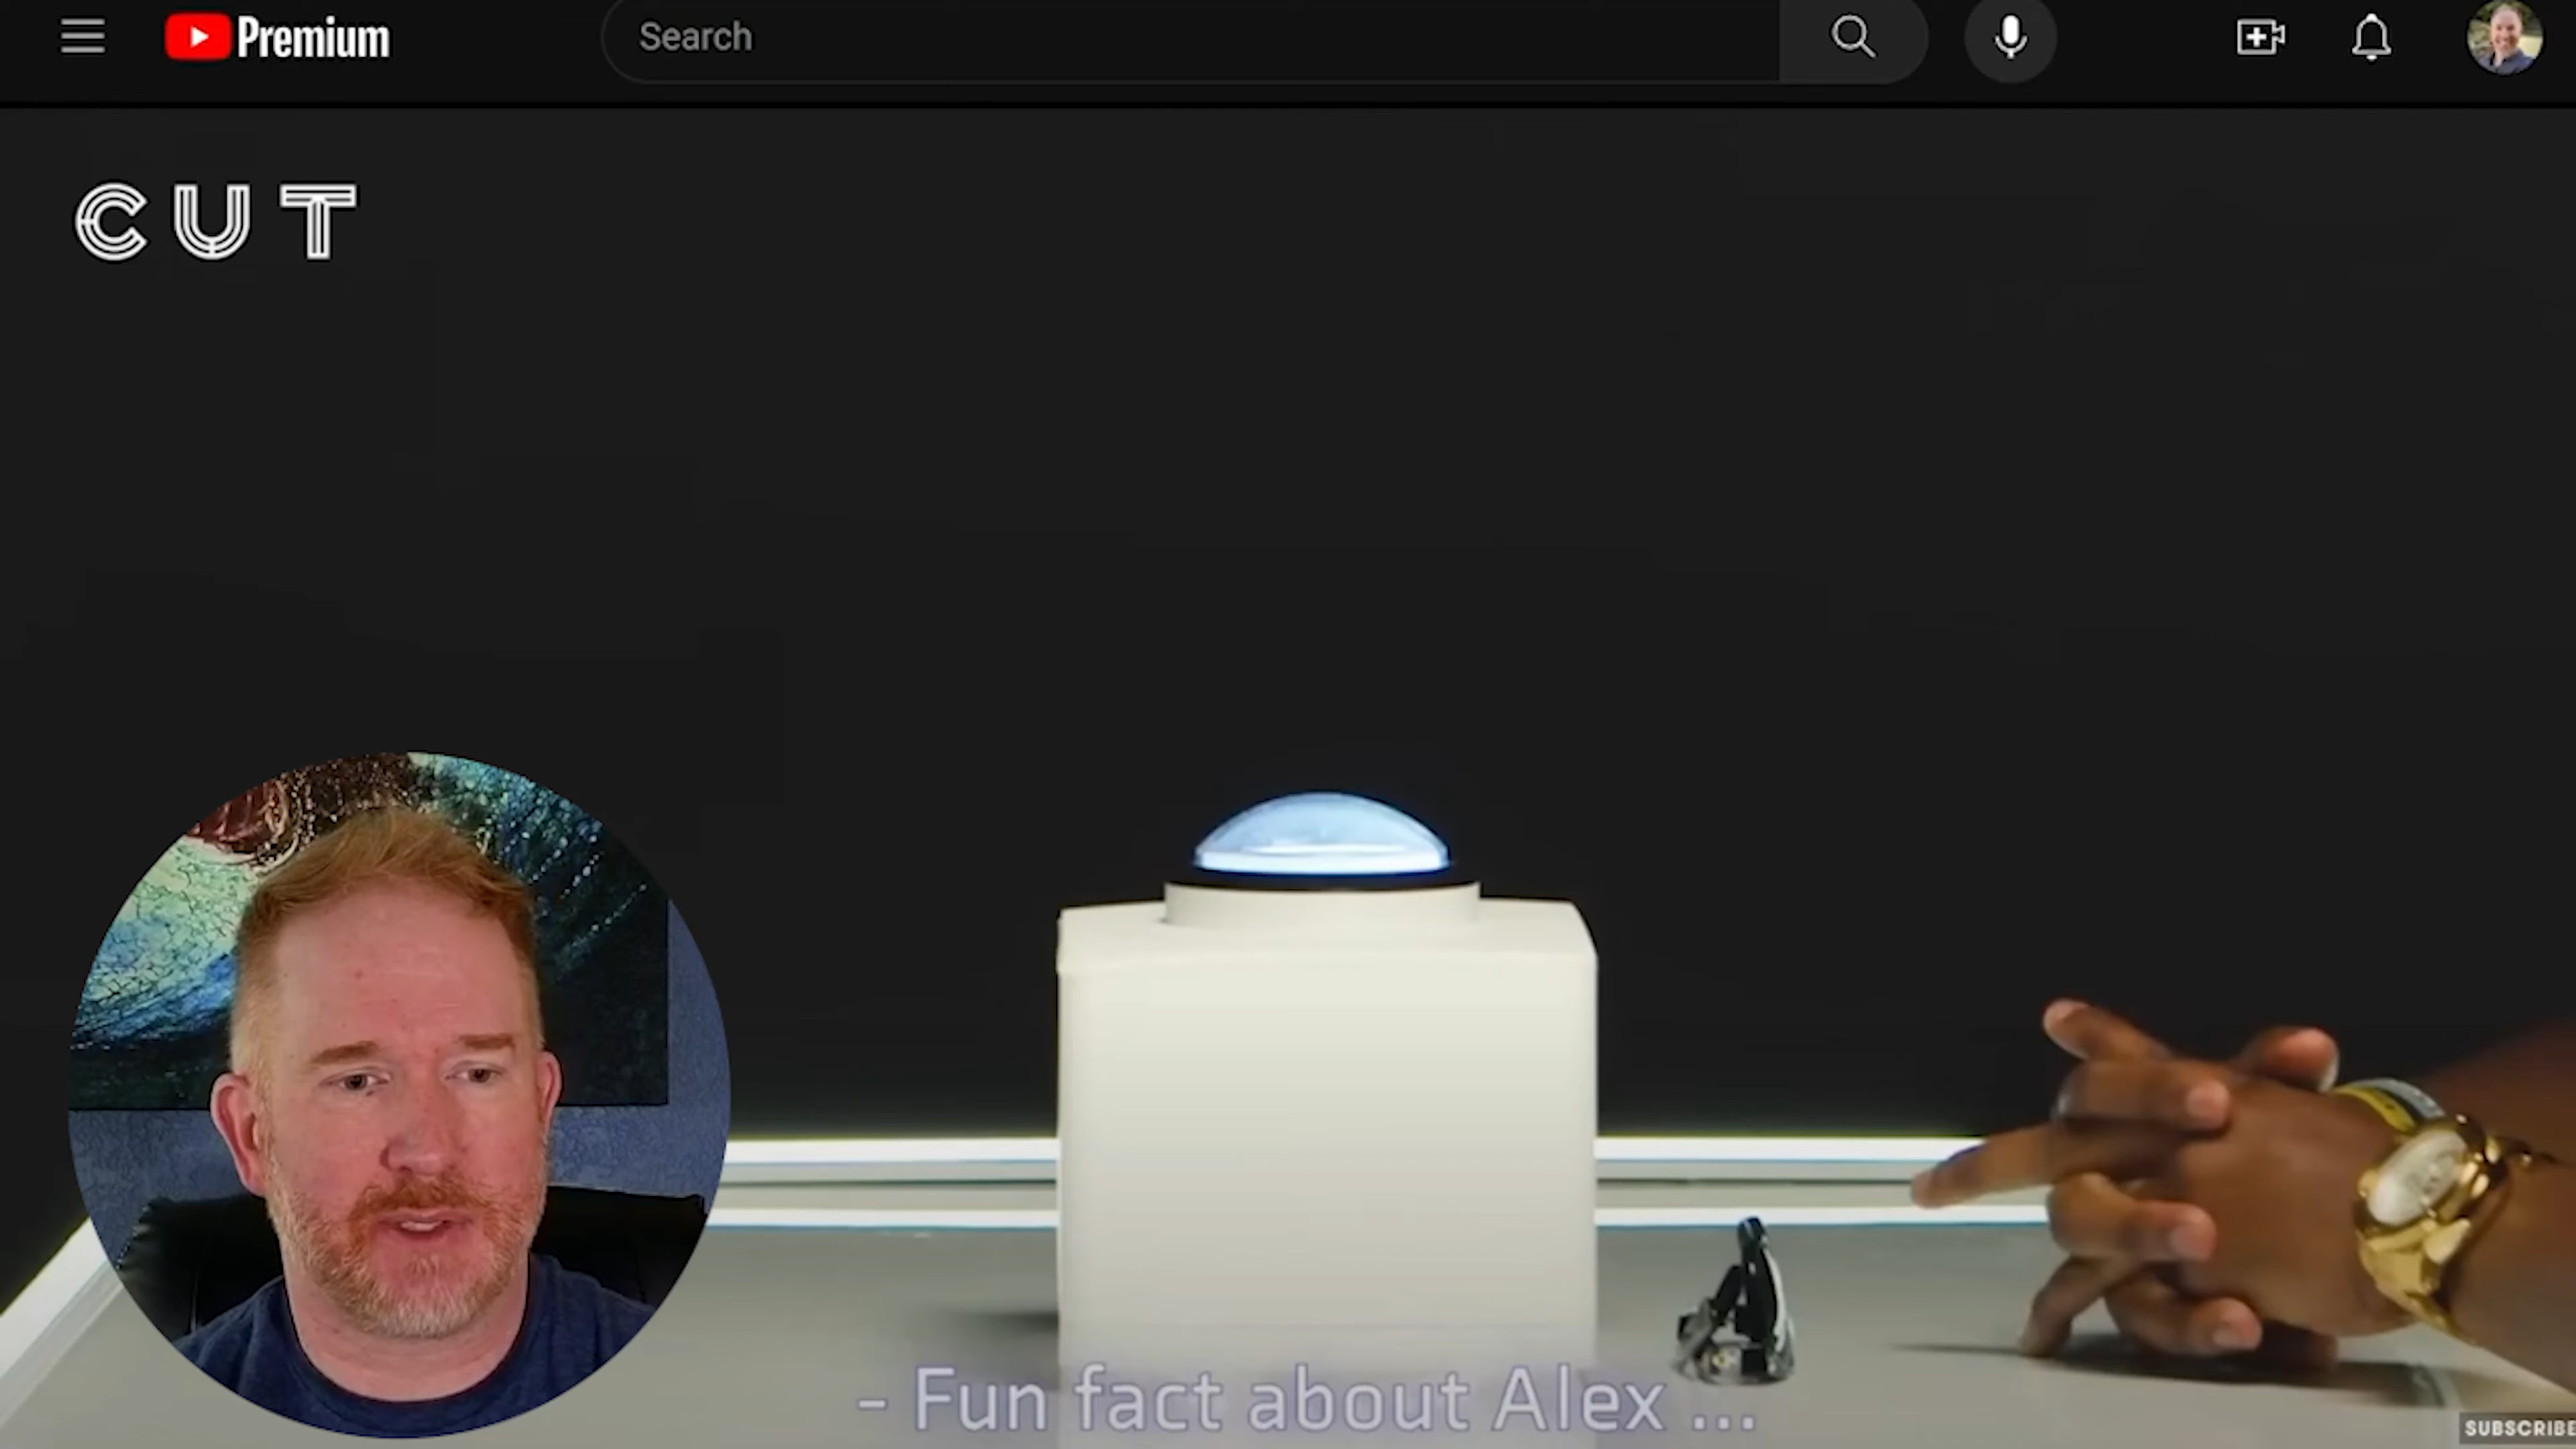 Premium
Search
CUT
- Fun fact about Alex ...
SUBSCRIBE